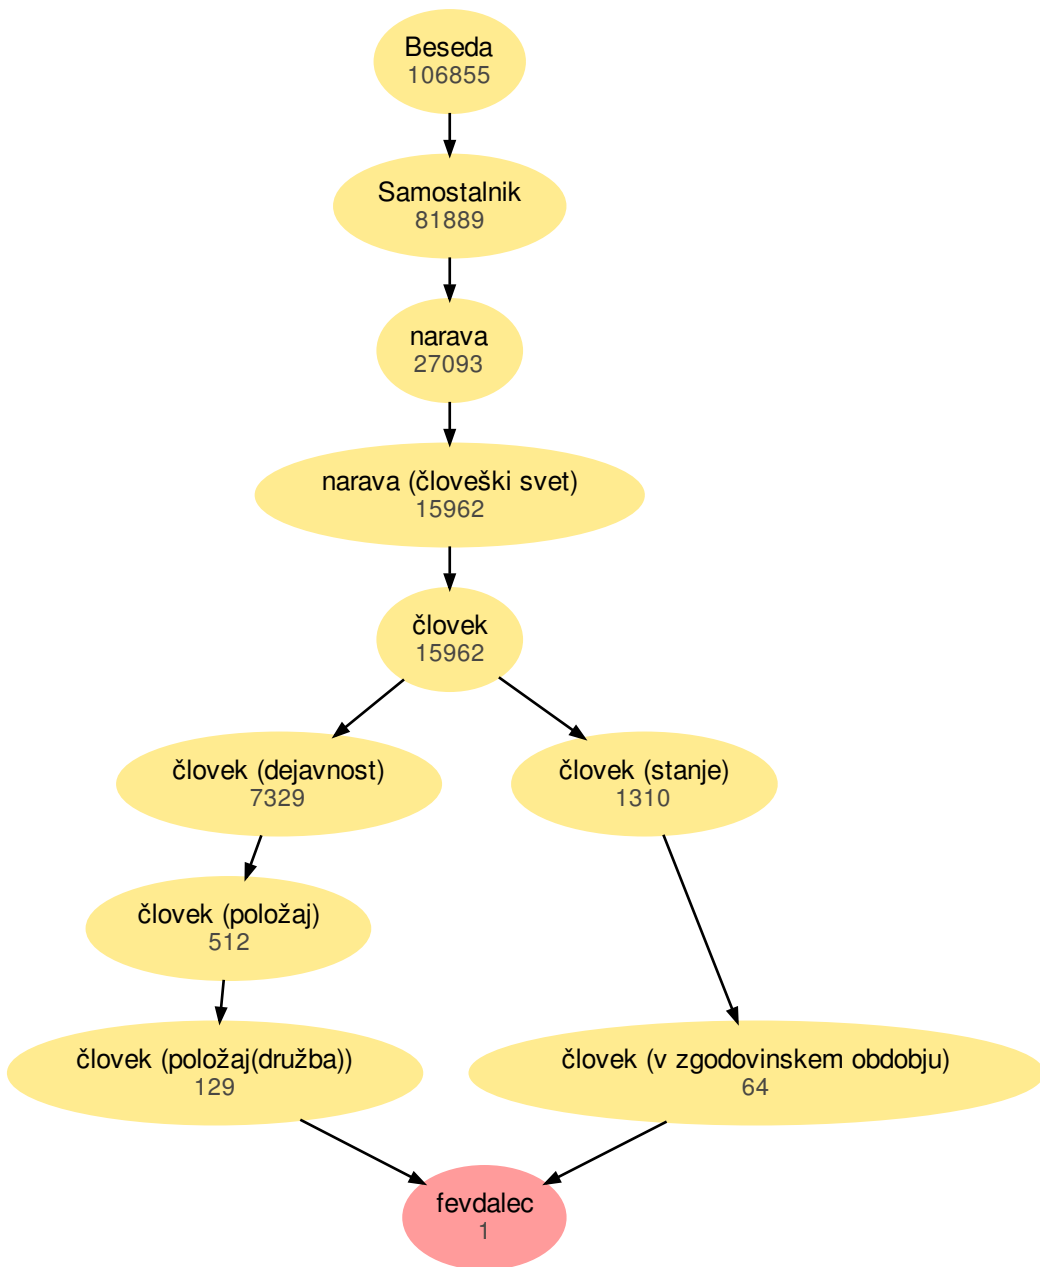 Beseda
106855
Samostalnik
81889
narava
27093
narava (človeški svet)
15962
človek
15962
človek (dejavnost)
7329
človek (stanje)
1310
človek (položaj)
512
človek (položaj(družba))
129
človek (v zgodovinskem obdobju)
64
fevdalec
1